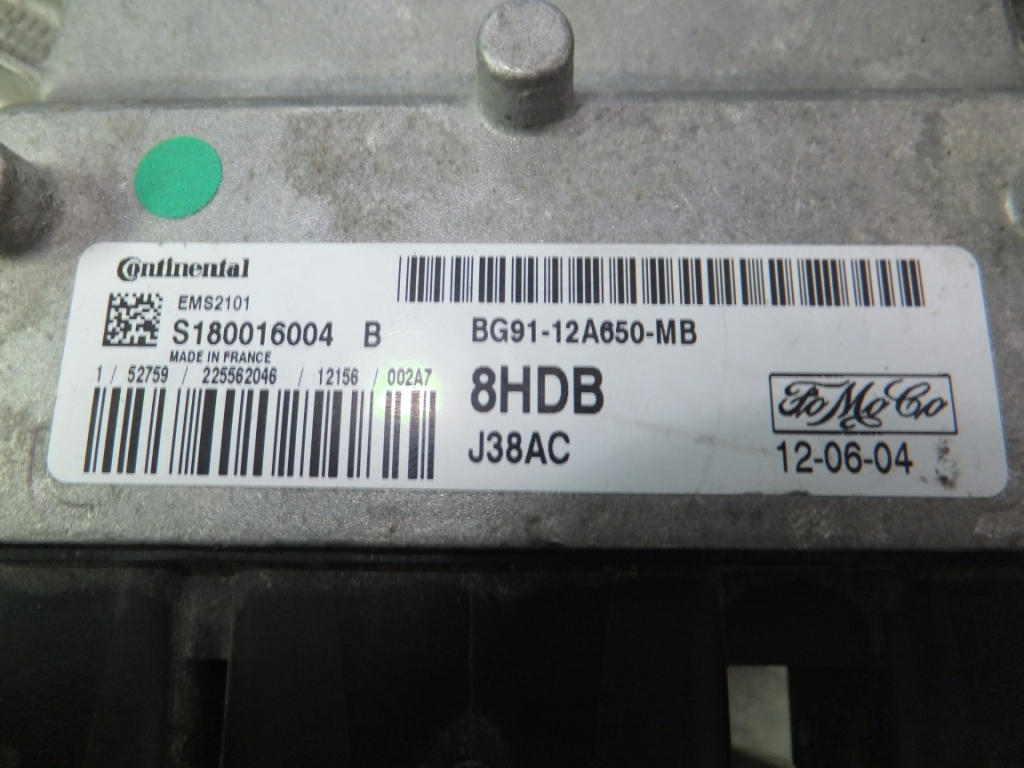 Continental
EMS2101
S180016004 B
MADE IN FRANCE
1 / 52759 / 225562046 / 12156 / 002A7
BG91-12A650-MB
8HDB
J38AC
FoMoCo
12-06-04